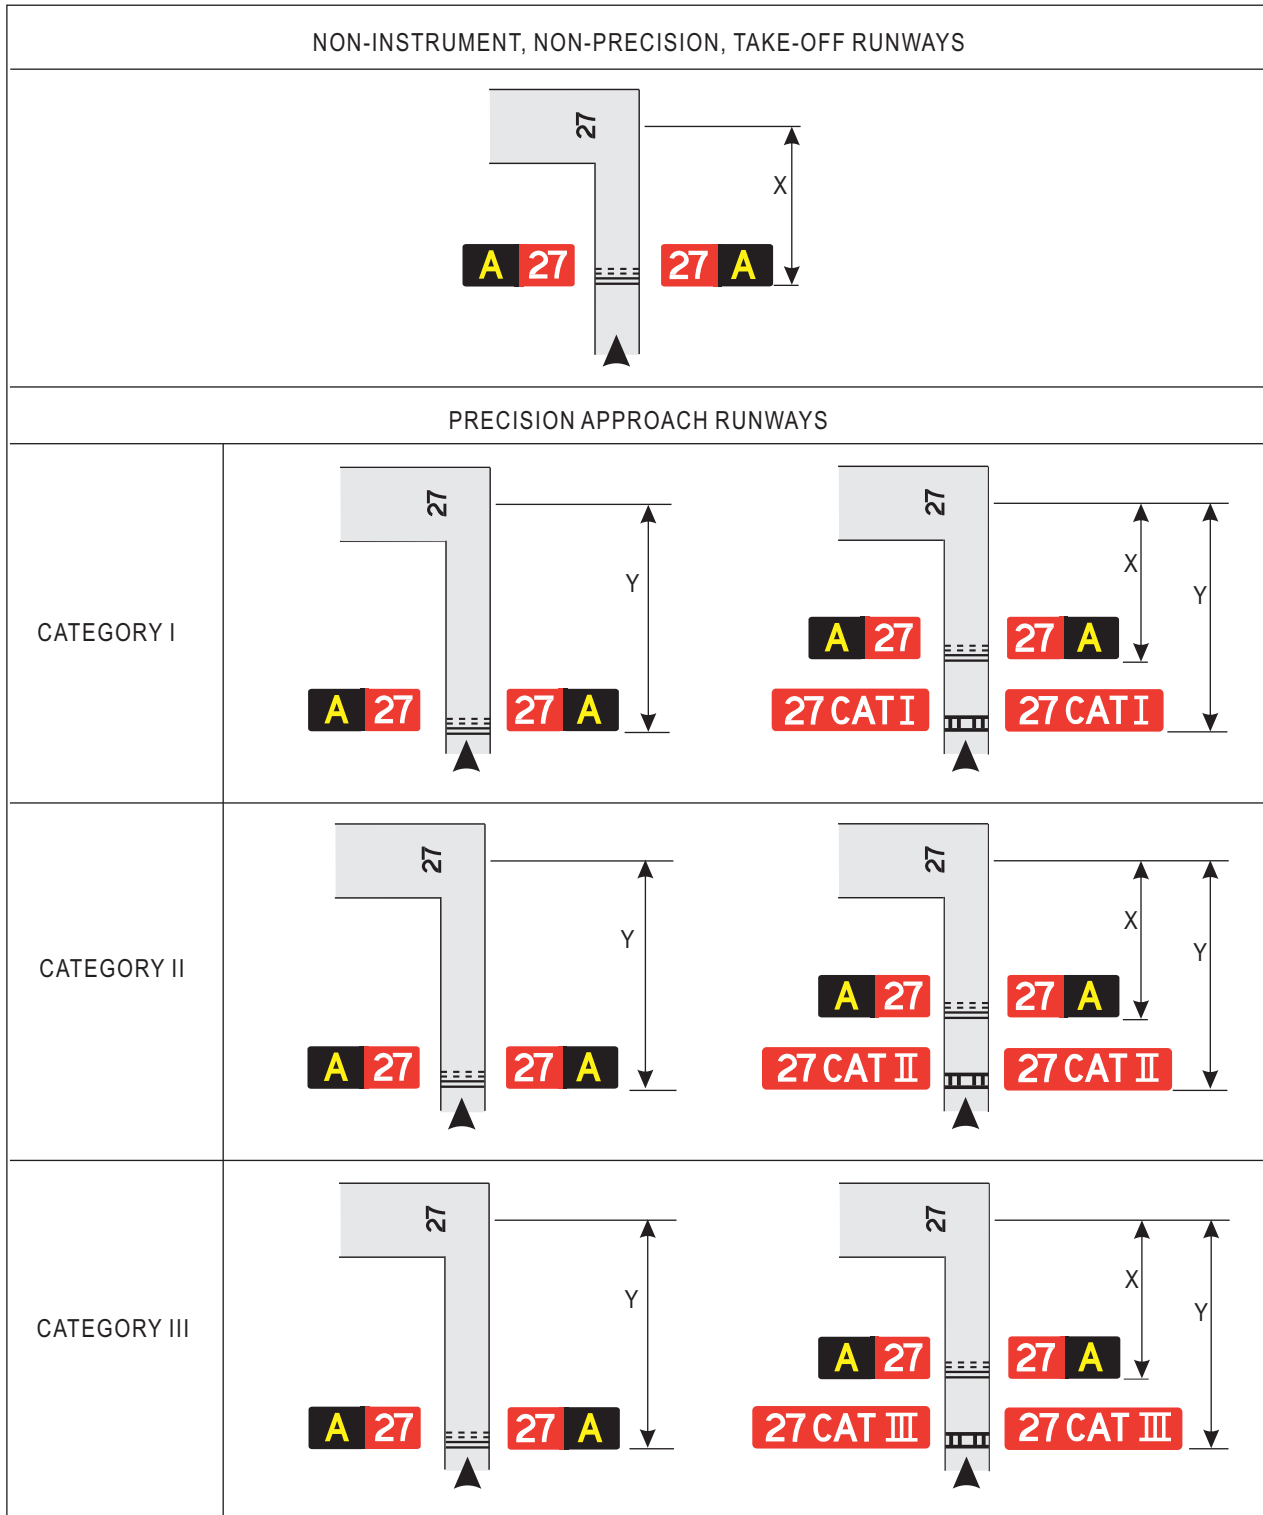 NON-INSTRUMENT, NON-PRECISION, TAKE-OFF RUNWAYS
27
X
A 27 27 A
PRECISION APPROACH RUNWAYS
CATEGORY I
27
Y
A 27 27 A
27
X
Y
A 27 27 A
27 CAT I 27 CAT I
CATEGORY II
27
Y
A 27 27 A
27
X
Y
A 27 27 A
27 CAT II 27 CAT II
CATEGORY III
27
Y
A 27 27 A
27
X
Y
A 27 27 A
27 CAT III 27 CAT III